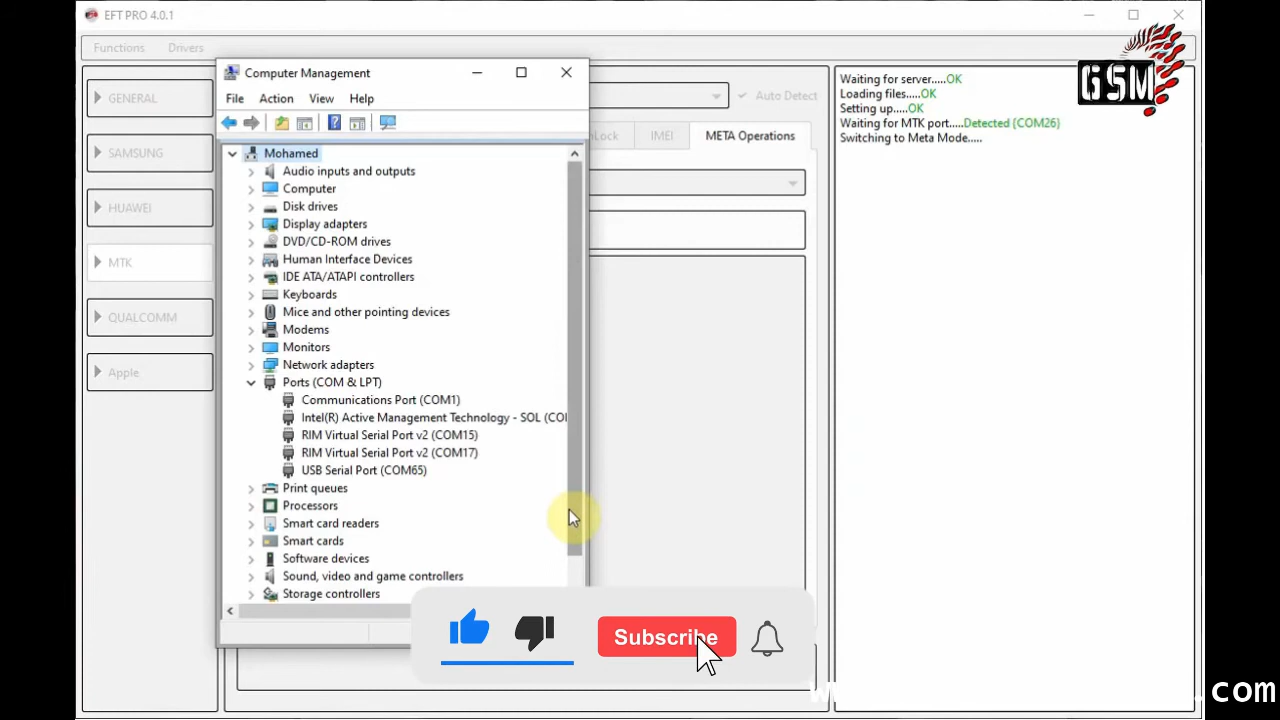 EFT PRO 4.0.1
Functions Drivers
GENERAL
SAMSUNG
HUAWEI
MTK
QUALCOMM
Apple
Computer Management
File Action View Help
Mohamed
Audio inputs and outputs
Computer
Disk drives
Display adapters
DVD/CD-ROM drives
Human Interface Devices
IDE ATA/ATAPI controllers
Keyboards
Mice and other pointing devices
Modems
Monitors
Network adapters
Ports (COM & LPT)
Communications Port (COM1)
Intel(R) Active Management Technology - SOL (CO
RIM Virtual Serial Port v2 (COM15)
RIM Virtual Serial Port v2 (COM17)
USB Serial Port (COM65)
Print queues
Processors
Smart card readers
Smart cards
Software devices
Sound, video and game controllers
Storage controllers
Auto Detect
Lock IMEI META Operations
GSM
Waiting for server.....OK
Loading files.....OK
Setting up.....OK
Waiting for MTK port.....Detected (COM26)
Switching to Meta Mode.....
Subscribe
.com